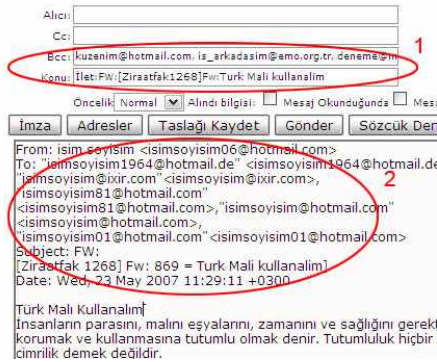 Alıcı:
Cc:
Bcc: kuzenim@hotmail.com, is_arkadasim@emo.org.tr, deneme@m
Konu: İlet:FW:[Ziraatfak1268]Fw:Turk Mali kullanalim
1
Öncelik Normal Alındı bilgisi: Mesaj Okunduğunda
İmza Adresler Taslağı Kaydet Gönder Sözcük Den
From: isim soyisim <isimsoyisim06@hotmail.com>
To: "isimsoyisim1964@hotmail.de" <isimsoyisim1964@hotmail.de
"isimsoyisim@ixir.com" <isimsoyisim@ixir.com>,
"isimsoyisim81@hotmail.com"
2
<isimsoyisim81@hotmail.com>,"isimsoyisim@hotmail.com"
<isimsoyisim@hotmail.com>,
"isimsoyisim01@hotmail.com" <isimsoyisim01@hotmail.com>
Subject: FW:
[Ziraatfak 1268] Fw: 869 = Turk Mali kullanalim]
Date: Wed, 23 May 2007 11:29:11 +0300
Türk Mali Kullanalim
İnsanların parasını, malını eşyalarını, zamanını ve sağlığını gerekt
korumak ve kullanmasına tutumlu olmak denir. Tutumluluk hiçbir
cimrilik demek değildir.